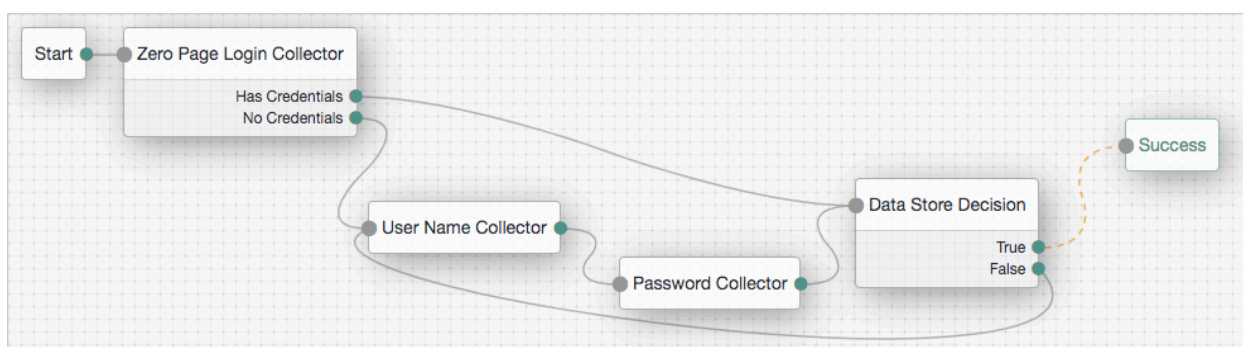 Start
Zero Page Login Collector
Has Credentials
No Credentials
Success
User Name Collector
Data Store Decision
True
False
Password Collector